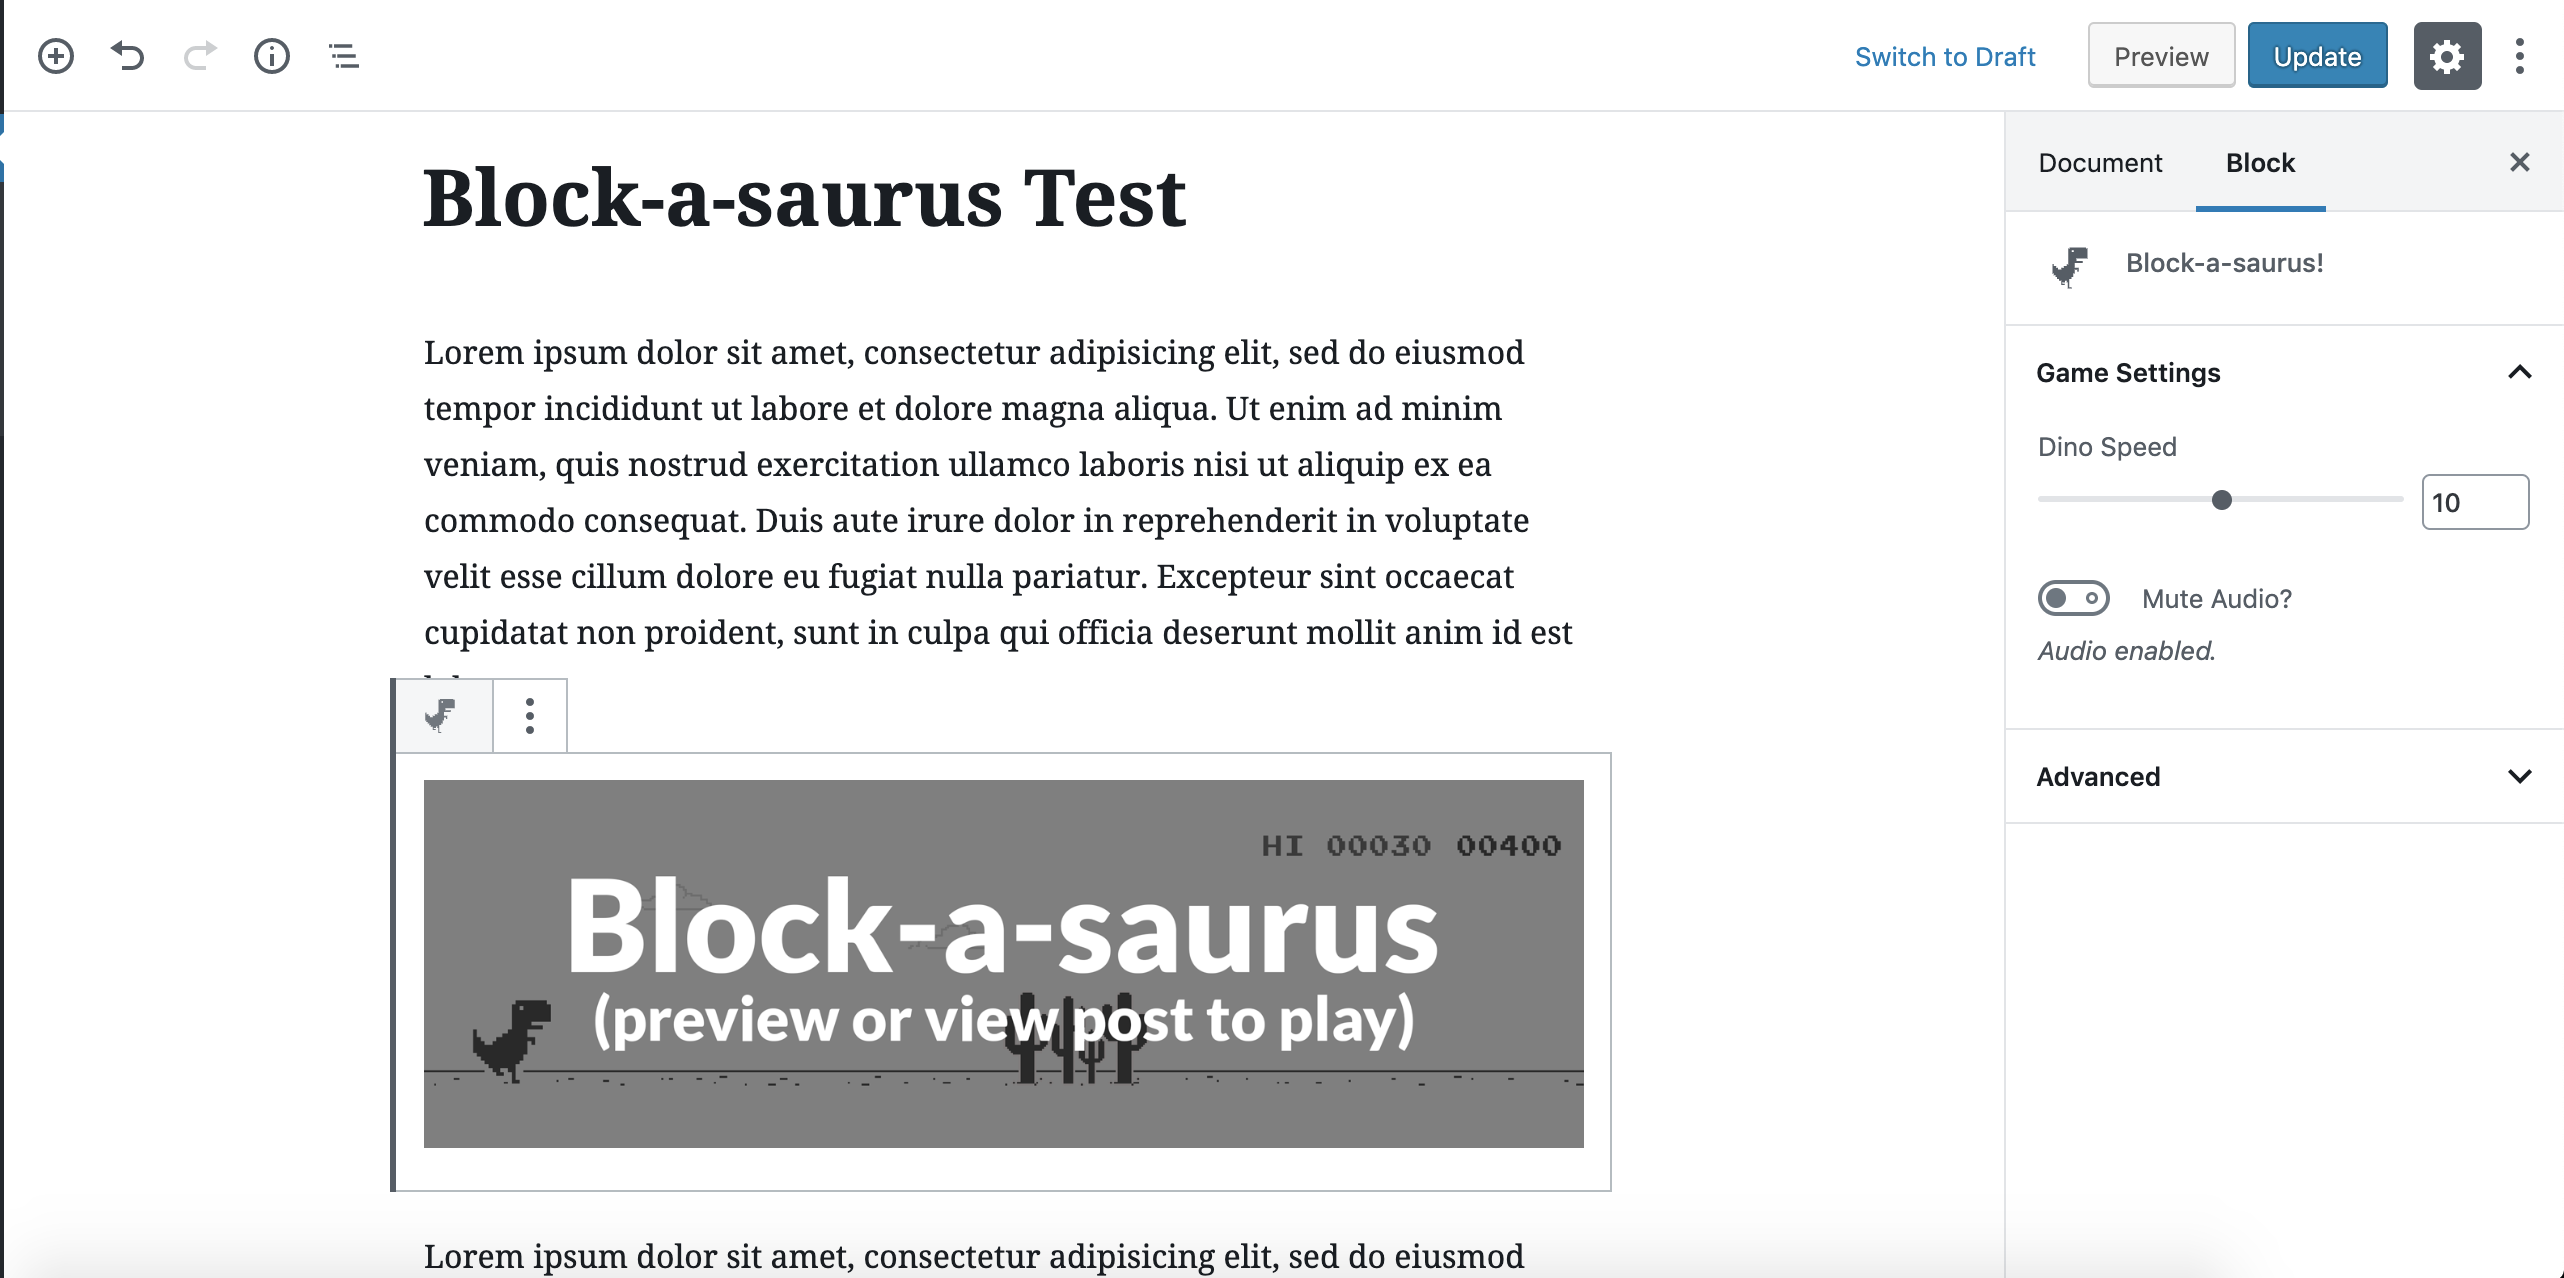 Switch to Draft
Preview
Update
Block-a-saurus Test
Lorem ipsum dolor sit amet, consectetur adipisicing elit, sed do eiusmod
tempor incididunt ut labore et dolore magna aliqua. Ut enim ad minim
veniam, quis nostrud exercitation ullamco laboris nisi ut aliquip ex ea
commodo consequat. Duis aute irure dolor in reprehenderit in voluptate
velit esse cillum dolore eu fugiat nulla pariatur. Excepteur sint occaecat
cupidatat non proident, sunt in culpa qui officia deserunt mollit anim id est
HI 00030 00400
Block-a-saurus
(preview or view post to play)
Lorem ipsum dolor sit amet, consectetur adipisicing elit, sed do eiusmod
Document
Block
Block-a-saurus!
Game Settings
Dino Speed
10
Mute Audio?
Audio enabled.
Advanced